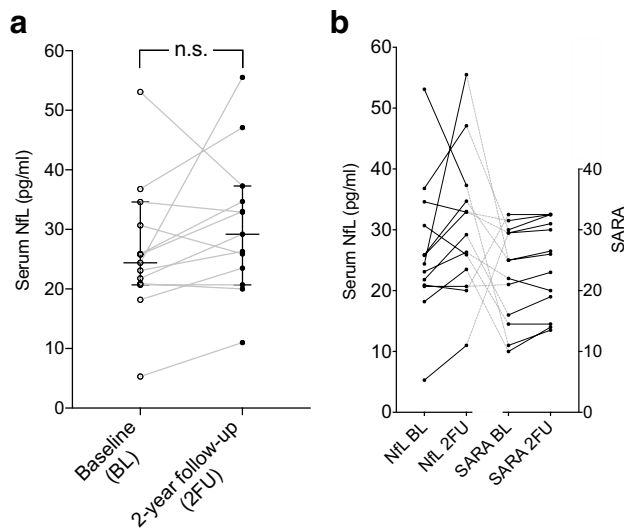 a
n.s.
60
50
40
30
20
10
0
Serum NfL (pg/ml)
Baseline
(BL)
2-year follow-up
(2FU)
b
60
50
40
30
20
10
0
Serum NfL (pg/ml)
40
30
20
10
0
SARA
NfL BL
NfL 2FU
SARA BL
SARA 2FU